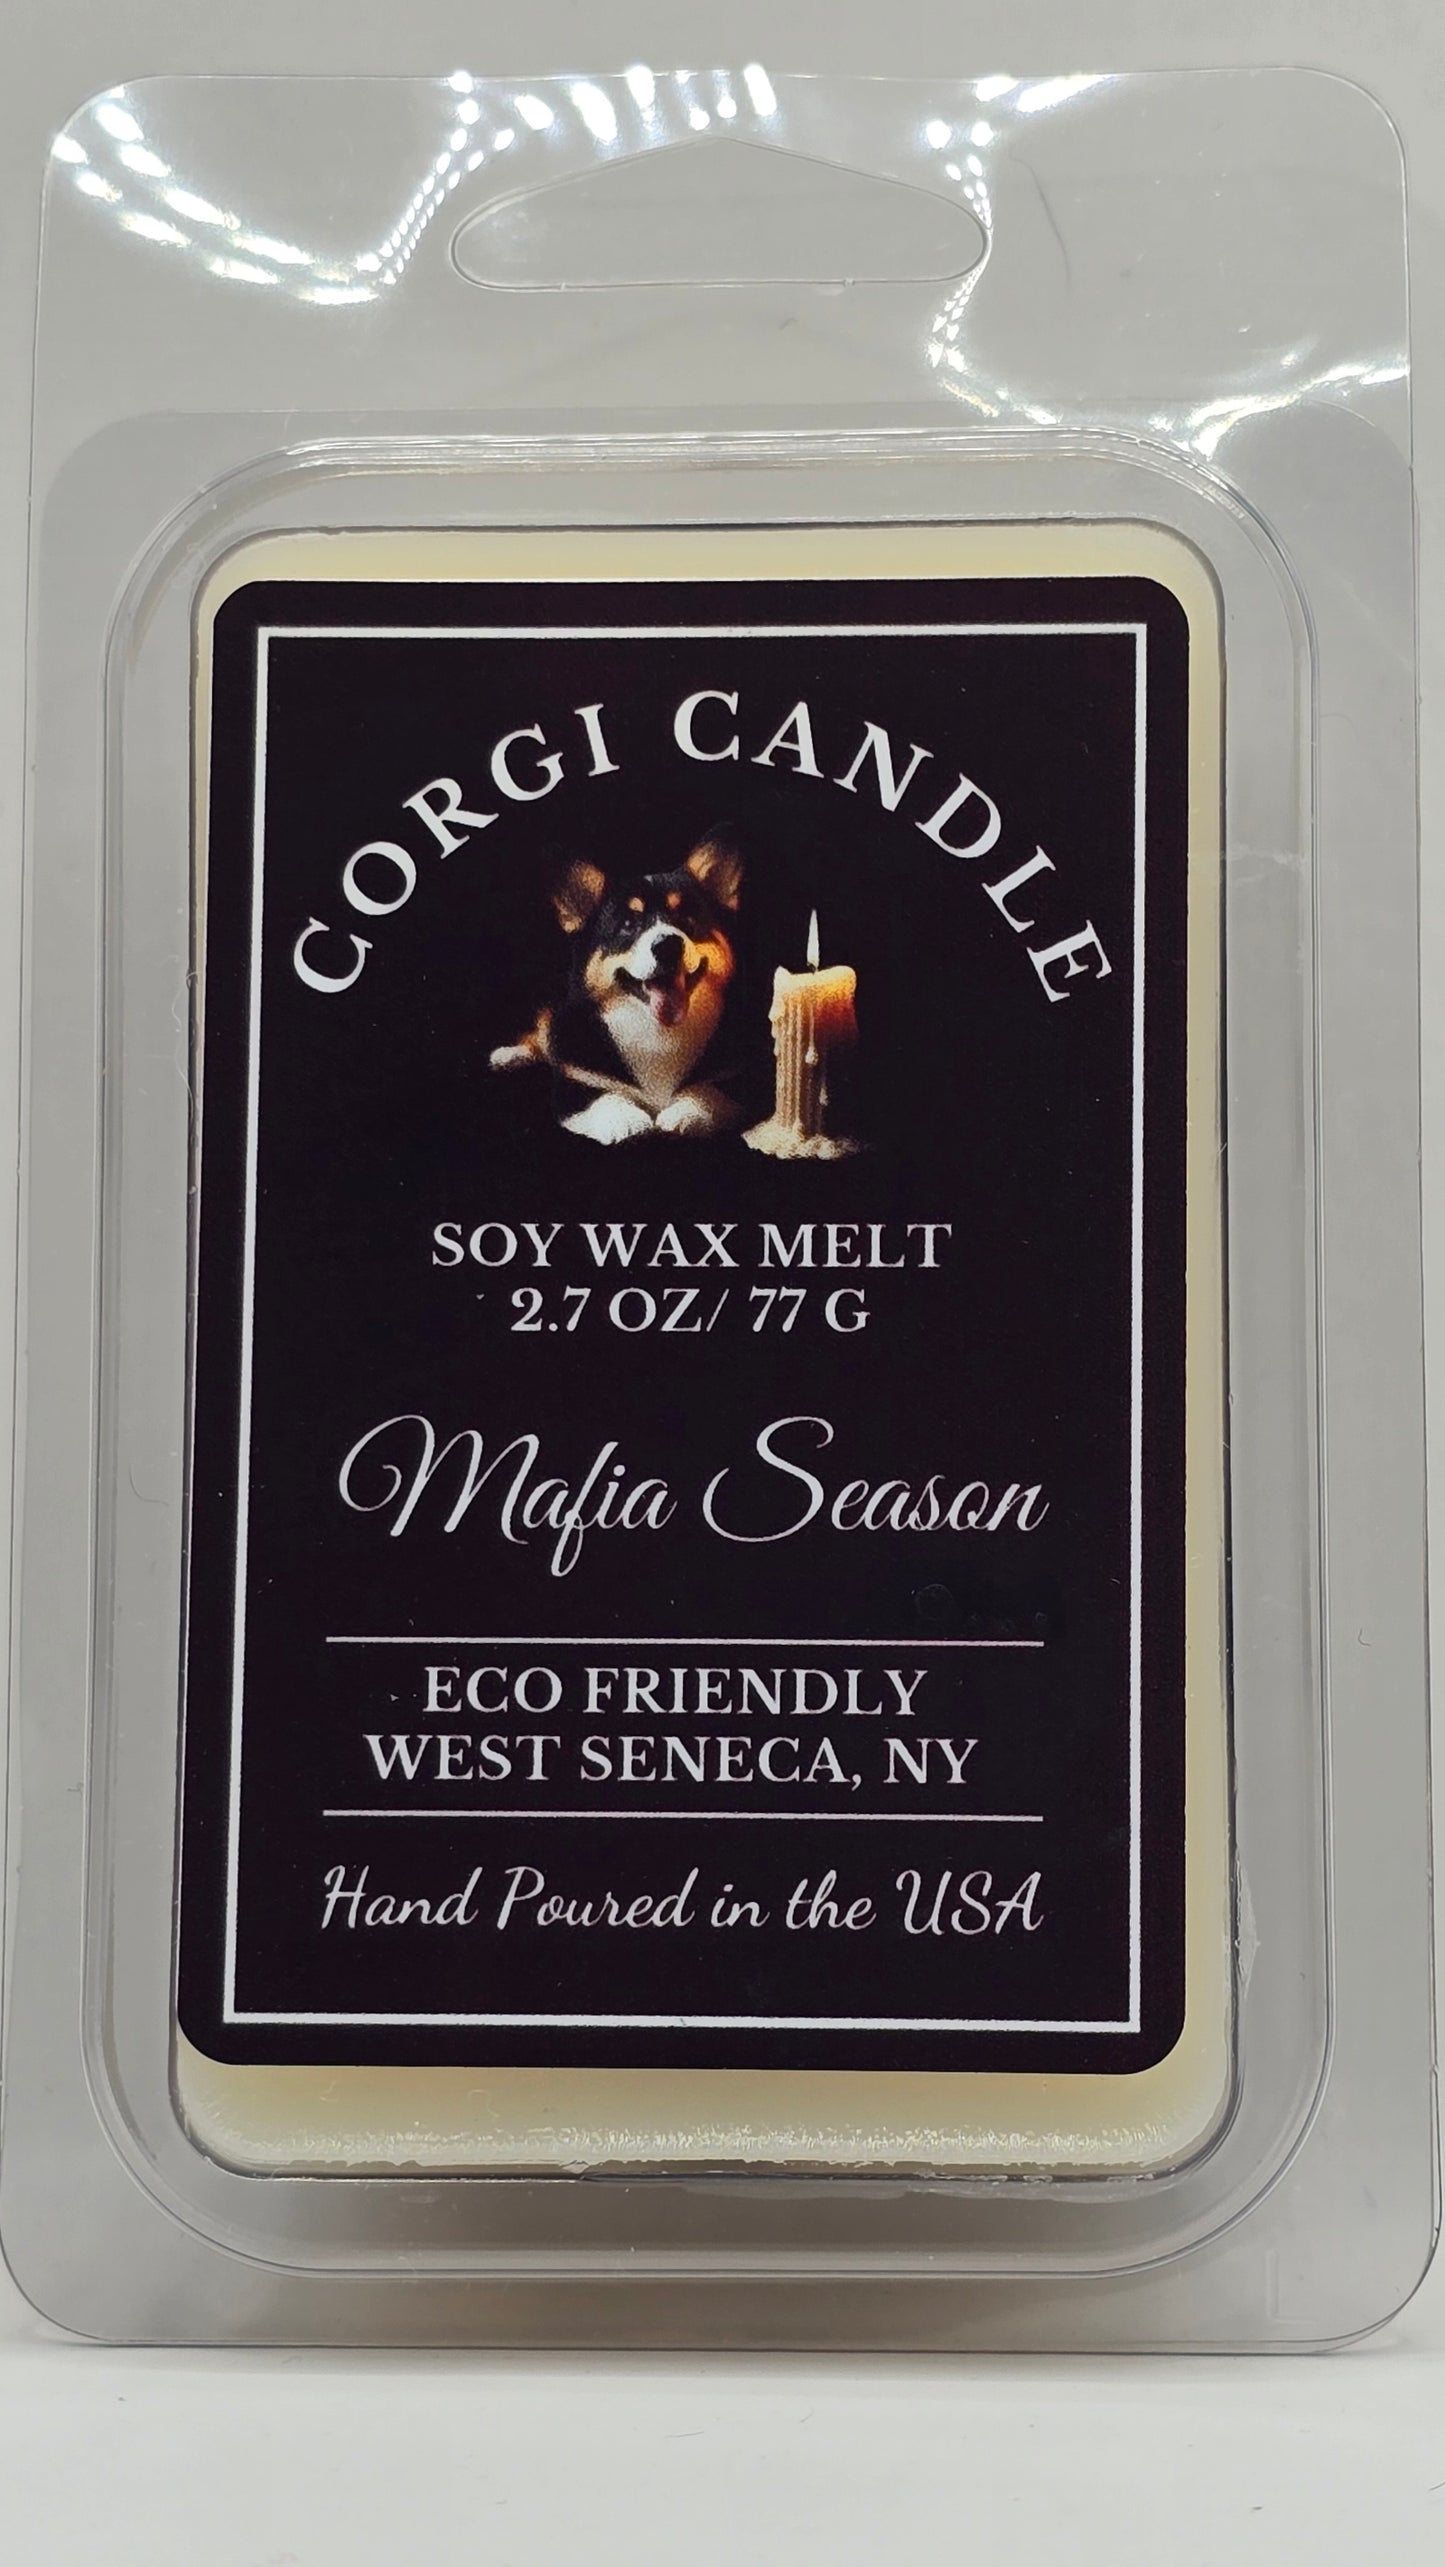 CORGI CANDLE
SOY WAX MELT
2.7 OZ/ 77 G
Mafia Season
ECO FRIENDLY
WEST SENECA, NY
Hand Poured in the USA